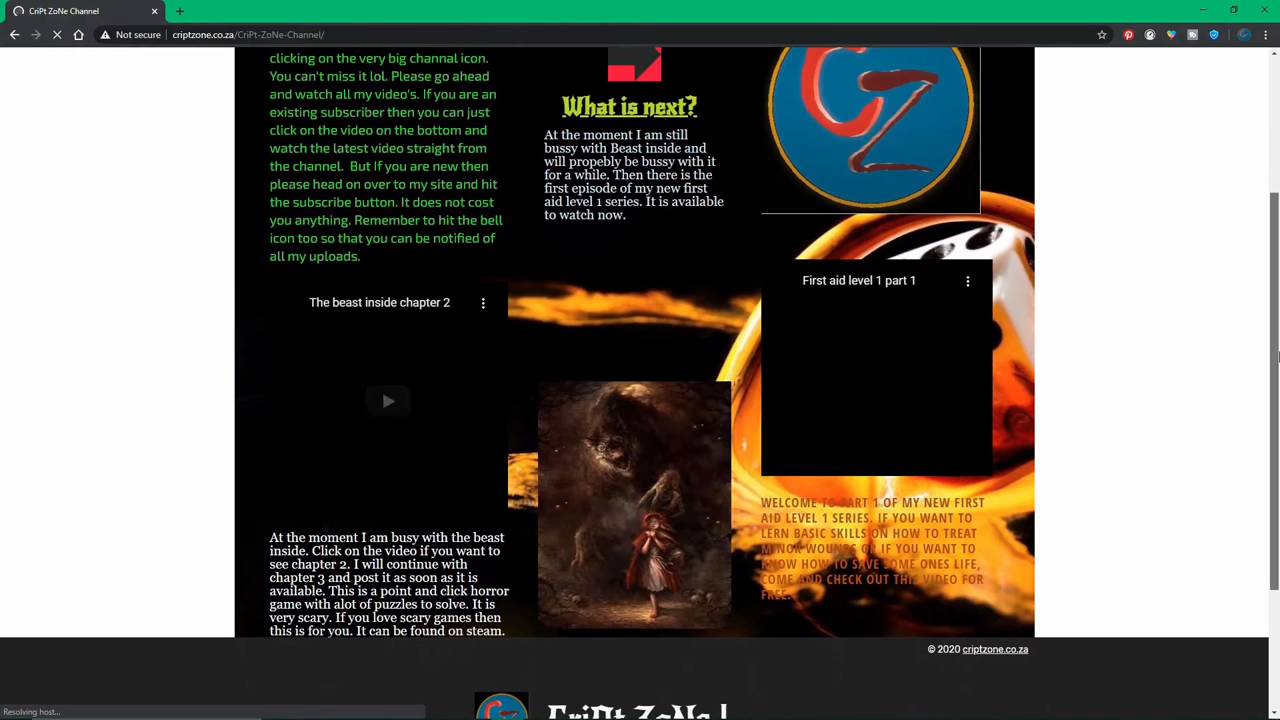 CriPt ZoNe Channel
Not secure
criptzone.co.za/CriPt-ZoNe-Channel/
clicking on the very big channal icon.
You can't miss it lol. Please go ahead
and watch all my video's. If you are an
existing subscriber then you can just
click on the video on the bottom and
watch the latest video straight from
the channel.  But If you are new then
please head on over to my site and hit
the subscribe button. It does not cost
you anything. Remember to hit the bell
icon too so that you can be notified of
all my uploads.
What is next?
At the moment I am still
bussy with Beast inside and
will propebly be bussy with it
for a while. Then there is the
first episode of my new first
aid level 1 series. It is available
to watch now.
CZ
The beast inside chapter 2
First aid level 1 part 1
At the moment I am busy with the beast
inside. Click on the video if you want to
see chapter 2. I will continue with
chapter 3 and post it as soon as it is
available. This is a point and click horror
game with alot of puzzles to solve. It is
very scary. If you love scary games then
this is for you. It can be found on steam.
WELCOME TO PART 1 OF MY NEW FIRST
AID LEVEL 1 SERIES. IF YOU WANT TO
LERN BASIC SKILLS ON HOW TO TREAT
MINOR WOUNDS OR IF YOU WANT TO
KNOW HOW TO SAVE SOME ONES LIFE,
COME AND CHECK OUT THIS VIDEO FOR
FREE.
© 2020 criptzone.co.za
CriPt ZoNe
Resolving host...